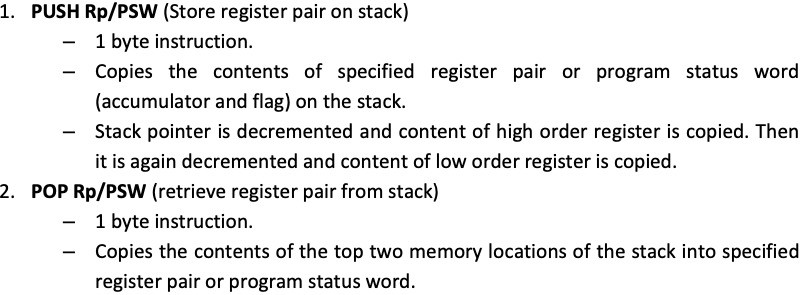 1. PUSH Rp/PSW (Store register pair on stack)
– 1 byte instruction.
– Copies the contents of specified register pair or program status word
(accumulator and flag) on the stack.
– Stack pointer is decremented and content of high order register is copied. Then
it is again decremented and content of low order register is copied.
2. POP Rp/PSW (retrieve register pair from stack)
– 1 byte instruction.
– Copies the contents of the top two memory locations of the stack into specified
register pair or program status word.